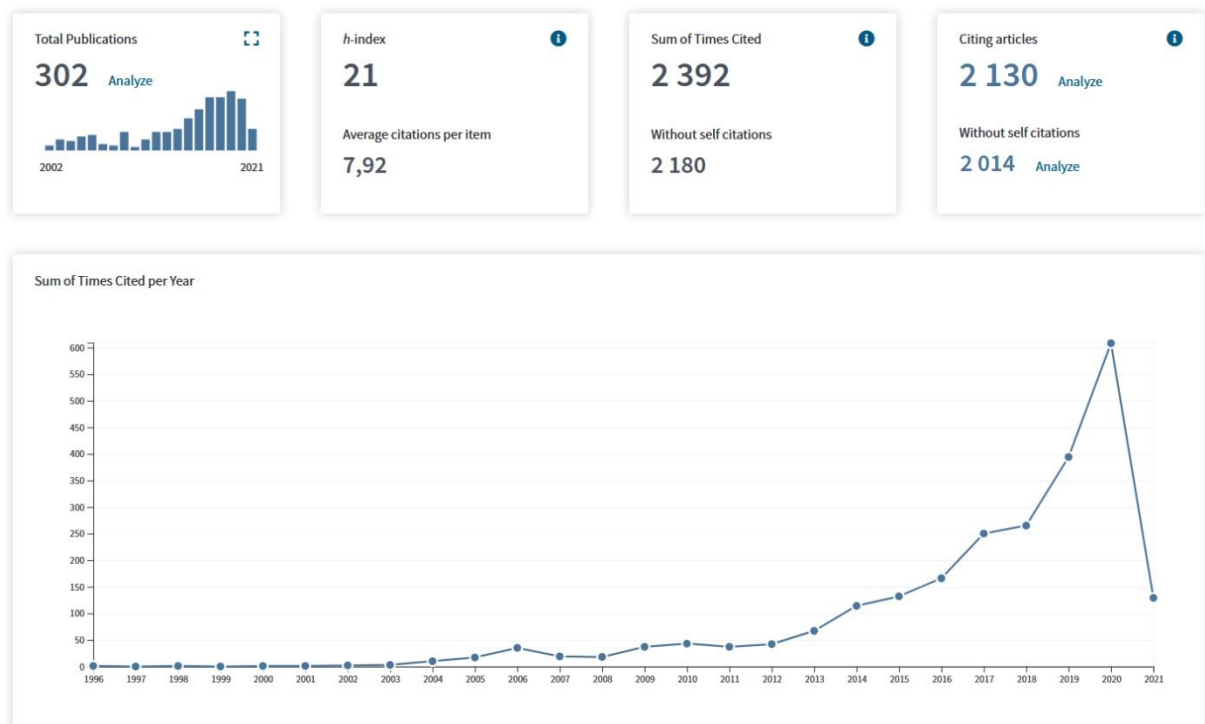 Total Publications
302 Analyze
2002 2021
h-index
21
Average citations per item
7,92
Sum of Times Cited
2 392
Without self citations
2 180
Citing articles
2 130 Analyze
Without self citations
2 014 Analyze
Sum of Times Cited per Year
600
550
500
450
400
350
300
250
200
150
100
50
0
1996 1997 1998 1999 2000 2001 2002 2003 2004 2005 2006 2007 2008 2009 2010 2011 2012 2013 2014 2015 2016 2017 2018 2019 2020 2021